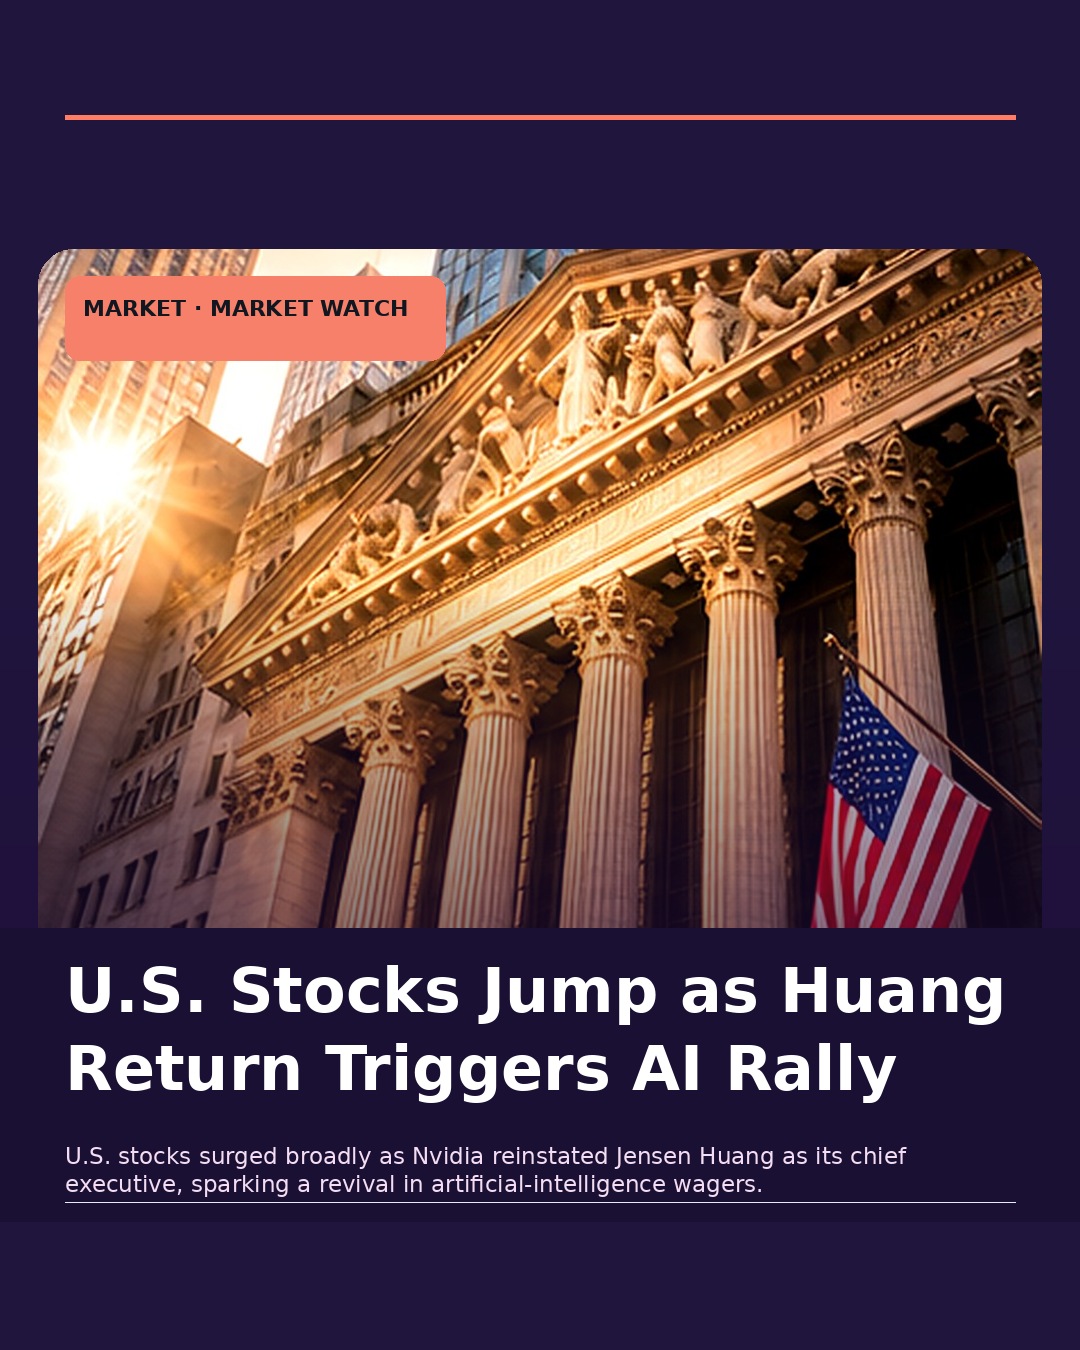 MARKET · MARKET WATCH
U.S. Stocks Jump as Huang
Return Triggers AI Rally
U.S. stocks surged broadly as Nvidia reinstated Jensen Huang as its chief
executive, sparking a revival in artificial-intelligence wagers.